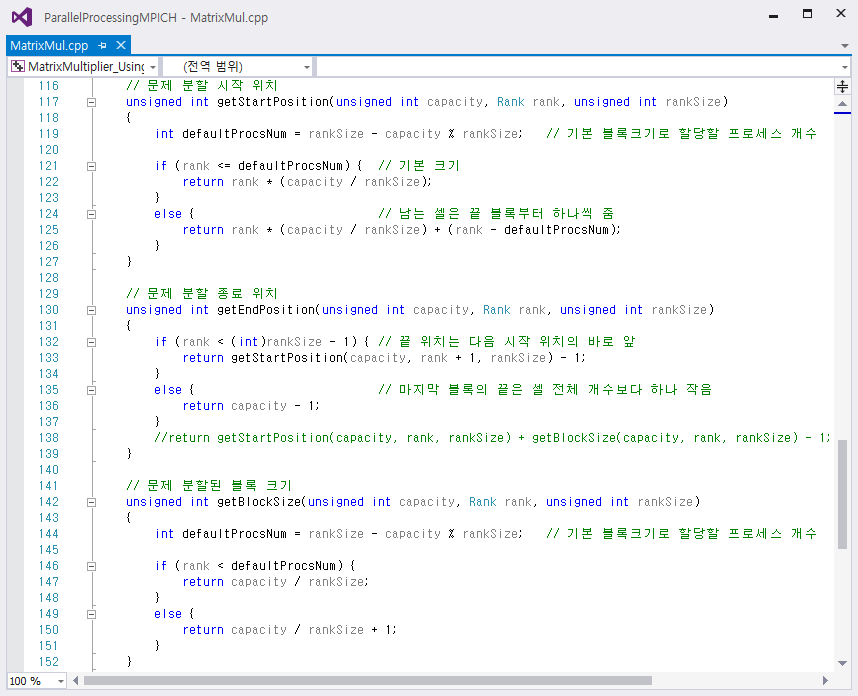 ParallelProcessingMPICH - MatrixMul.cpp
MatrixMul.cpp
MatrixMultiplier_Using (전역 범위)
116 // 문제 분할 시작 위치
117 unsigned int getStartPosition(unsigned int capacity, Rank rank, unsigned int rankSize)
118 {
119 int defaultProcsNum = rankSize - capacity % rankSize; // 기본 블록크기로 할당할 프로세스 개수
120
121 if (rank <= defaultProcsNum) { // 기본 크기
122 return rank * (capacity / rankSize);
123 }
124 else { // 남는 셀은 끝 블록부터 하나씩 줌
125 return rank * (capacity / rankSize) + (rank - defaultProcsNum);
126 }
127 }
128
129 // 문제 분할 종료 위치
130 unsigned int getEndPosition(unsigned int capacity, Rank rank, unsigned int rankSize)
131 {
132 if (rank < (int)rankSize - 1) { // 끝 위치는 다음 시작 위치의 바로 앞
133 return getStartPosition(capacity, rank + 1, rankSize) - 1;
134 }
135 else { // 마지막 블록의 끝은 셀 전체 개수보다 하나 작음
136 return capacity - 1;
137 }
138 //return getStartPosition(capacity, rank, rankSize) + getBlockSize(capacity, rank, rankSize) - 1;
139 }
140
141 // 문제 분할된 블록 크기
142 unsigned int getBlockSize(unsigned int capacity, Rank rank, unsigned int rankSize)
143 {
144 int defaultProcsNum = rankSize - capacity % rankSize; // 기본 블록크기로 할당할 프로세스 개수
145
146 if (rank < defaultProcsNum) {
147 return capacity / rankSize;
148 }
149 else {
150 return capacity / rankSize + 1;
151 }
152 }
100 %